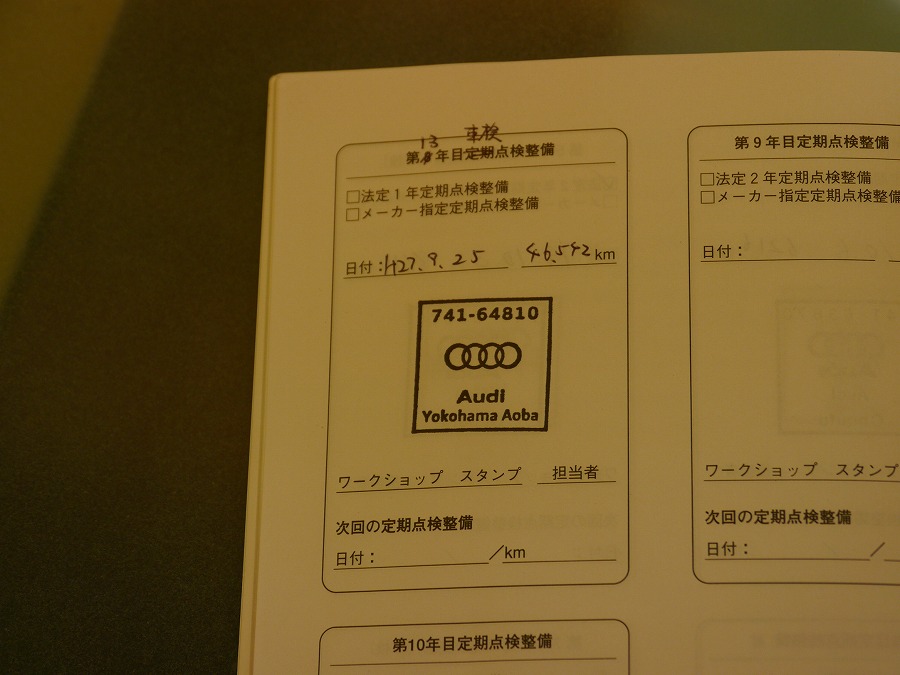 13 車検
第8年目定期点検整備
□法定1年定期点検整備
□メーカー指定定期点検整備
日付：H27.9.25 46.542 km
741-64810
Audi
Yokohama Aoba
ワークショップ スタンプ 担当者
次回の定期点検整備
日付： ／km
第10年目定期点検整備
第9年目定期点検整備
□法定2年定期点検整備
□メーカー指定定期点検整備
日付：
ワークショップ スタンプ
次回の定期点検整備
日付： ／